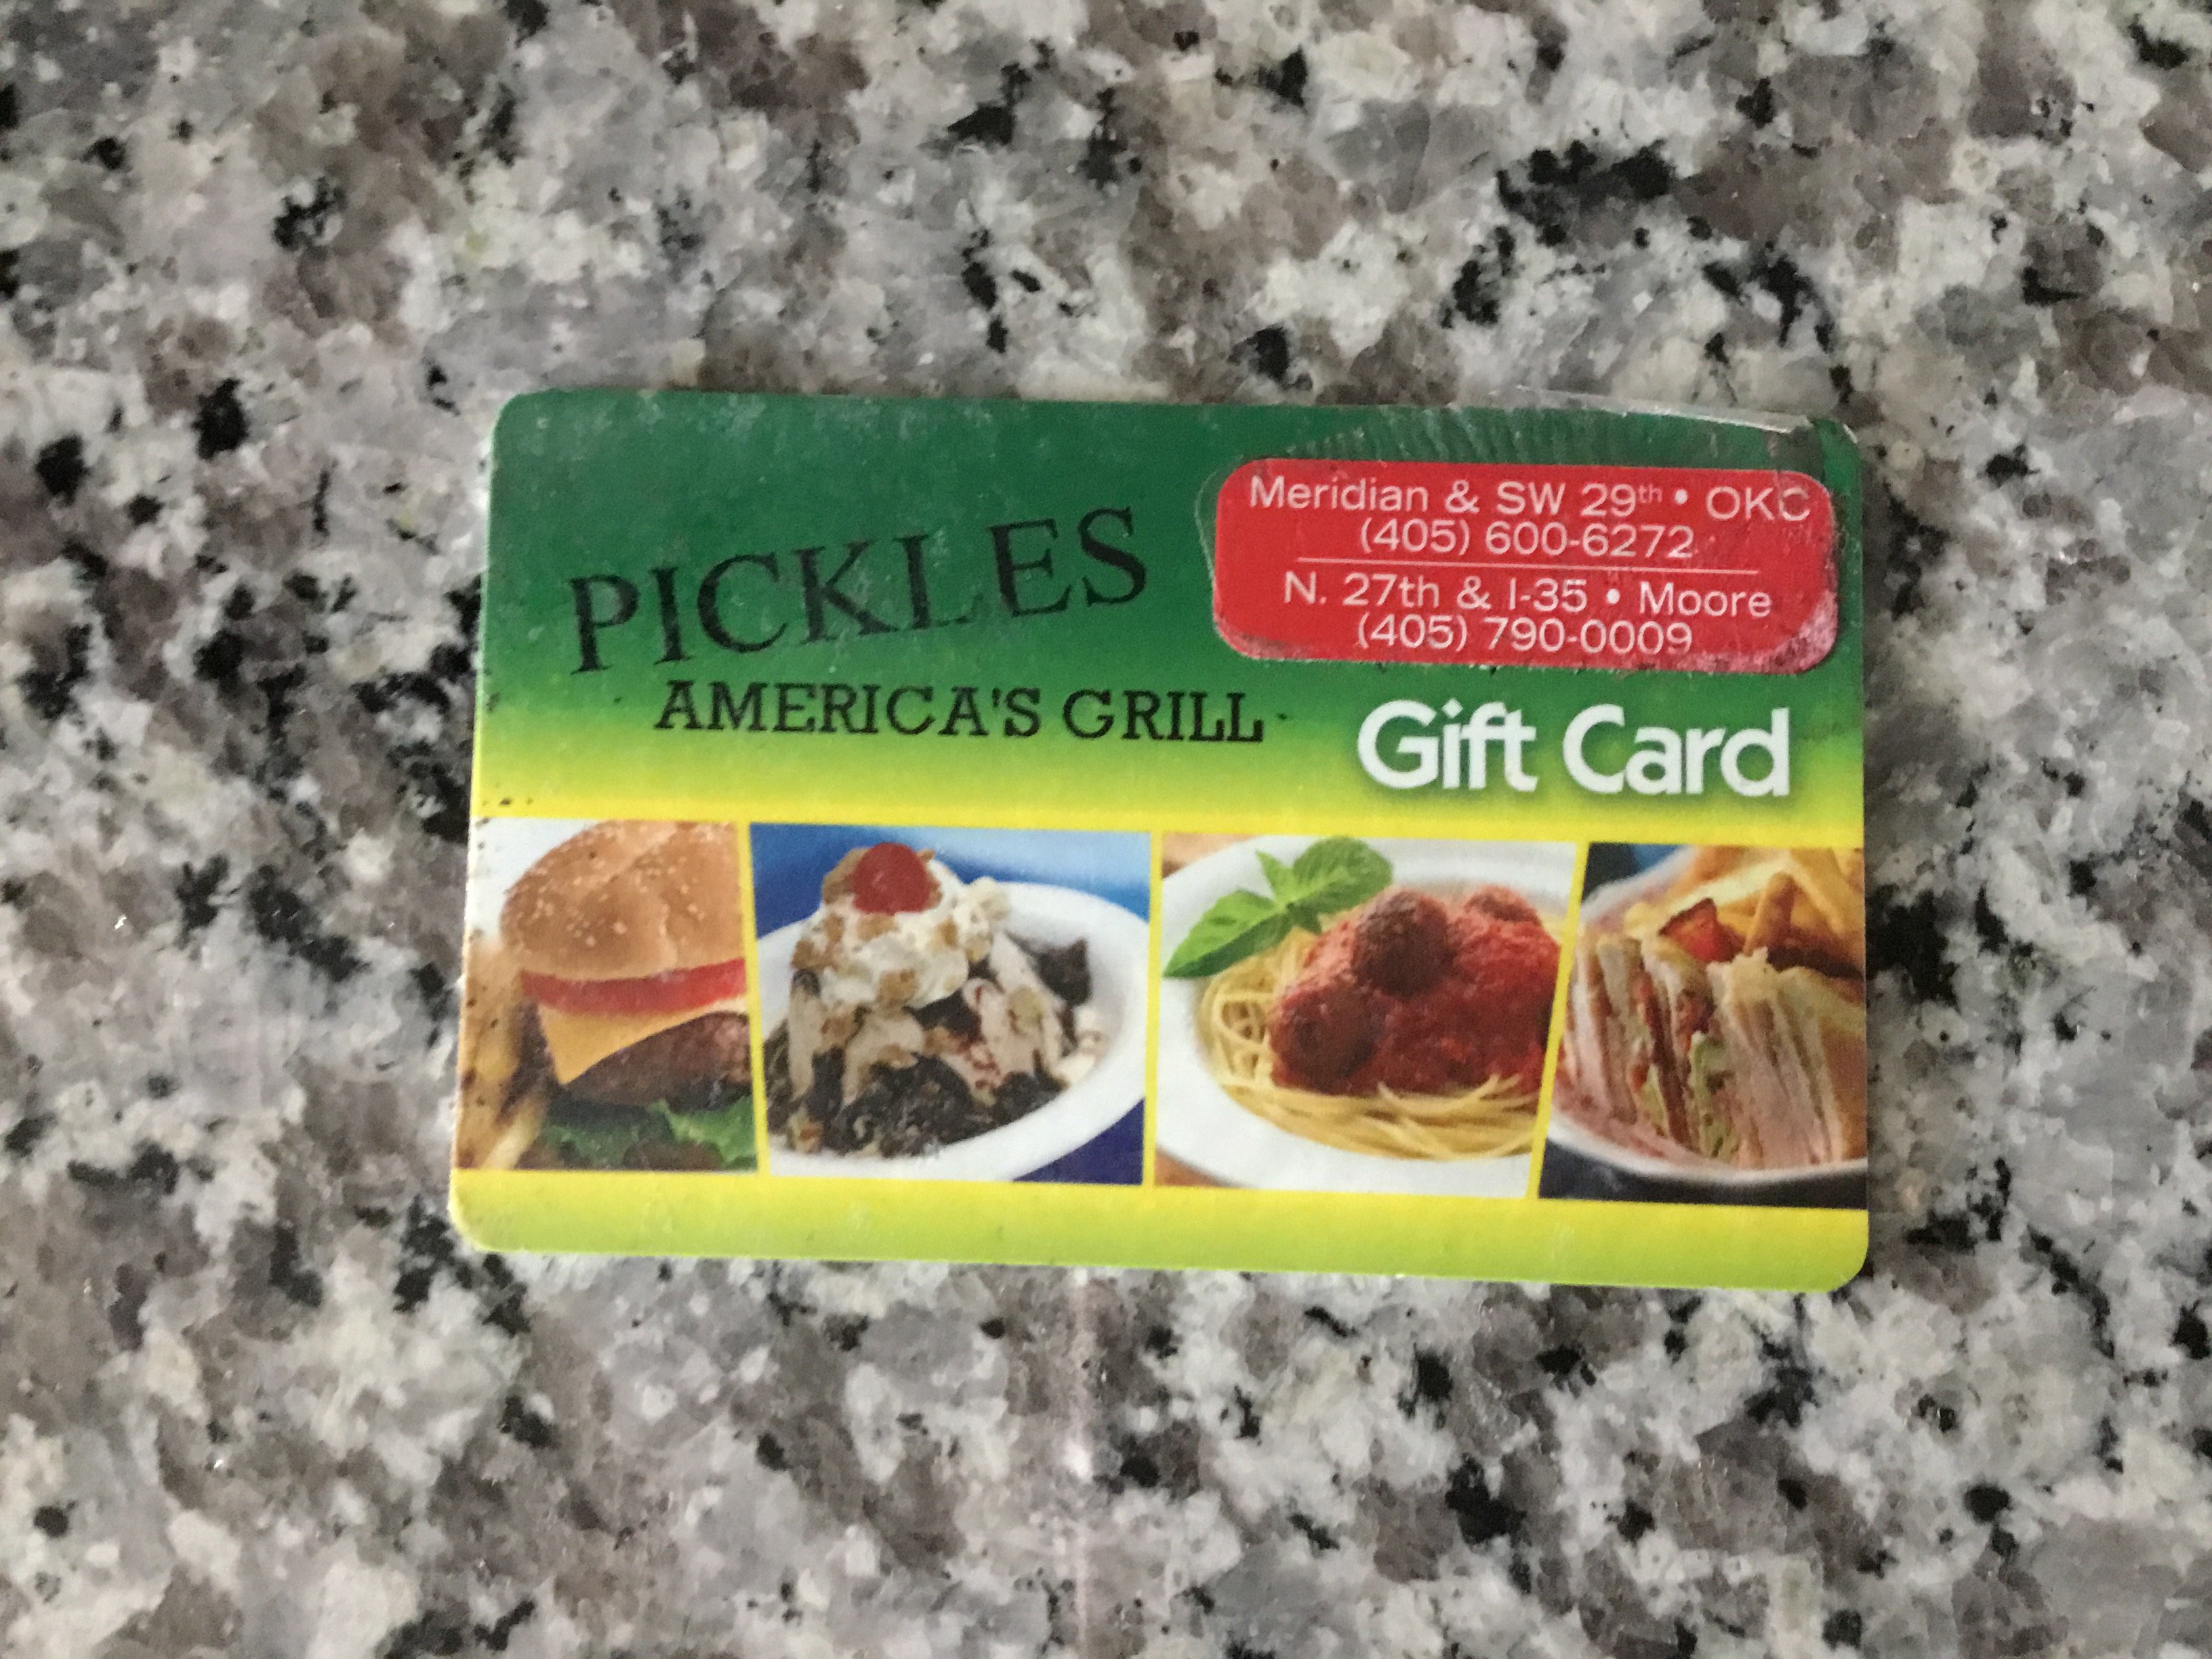 PICKLES
AMERICA'S GRILL
Meridian & SW 29th • OKC
(405) 600-6272
N. 27th & I-35 • Moore
(405) 790-0009
Gift Card